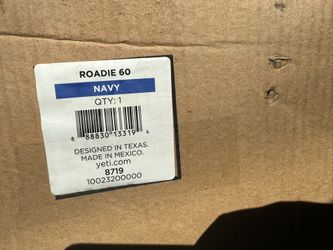 ROADIE 60
NAVY
QTY: 1
8 88830 13319 4
DESIGNED IN TEXAS.
MADE IN MEXICO.
yeti.com
8719
10023200000